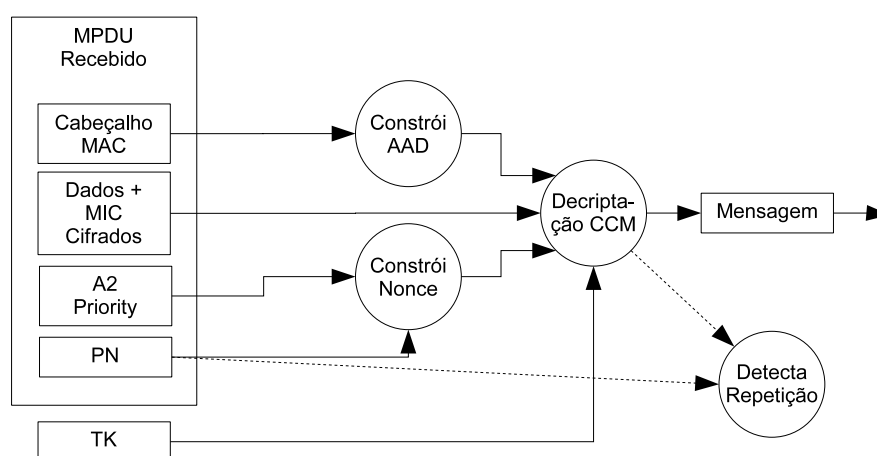 MPDU
Recebido
Cabeçalho
MAC
Constrói
AAD
Dados +
MIC
Cifrados
Decripta-
ção CCM
Mensagem
A2
Priority
Constrói
Nonce
PN
Detecta
Repetição
TK